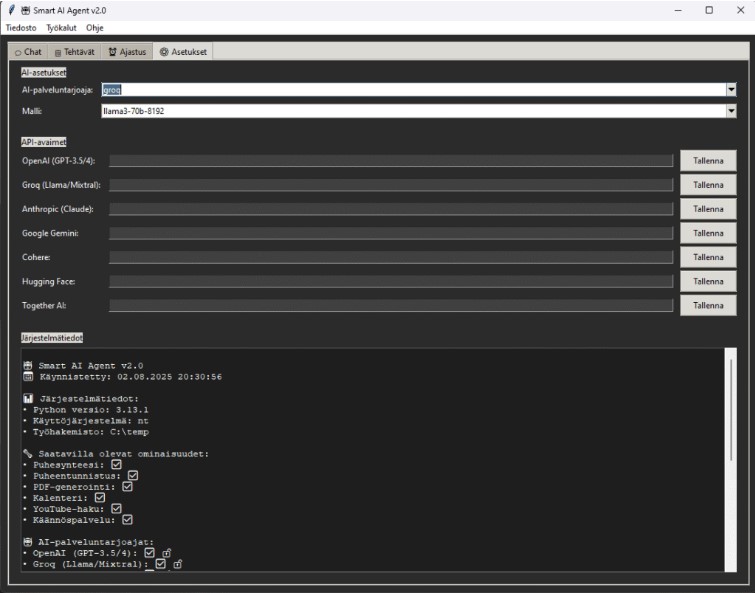 Smart AI Agent v2.0
Tiedosto Työkalut Ohje
Chat Tehtävät Ajastus Asetukset
AI-asetukset
AI-palveluntarjoaja: groq
Malli: llama3-70b-8192
API-avaimet
OpenAI (GPT-3.5/4): Tallenna
Groq (Llama/Mixtral): Tallenna
Anthropic (Claude): Tallenna
Google Gemini: Tallenna
Cohere: Tallenna
Hugging Face: Tallenna
Together AI: Tallenna
Järjestelmätiedot
Smart AI Agent v2.0
Käynnistetty: 02.08.2025 20:30:56
Järjestelmätiedot:
• Python versio: 3.13.1
• Käyttöjärjestelmä: nt
• Työhakemisto: C:\temp
Saatavilla olevat ominaisuudet:
• Puhesynteesi: ☑
• Puheentunnistus: ☑
• PDF-generointi: ☑
• Kalenteri: ☑
• YouTube-haku: ☑
• Käännöspalvelu: ☑
AI-palveluntarjoajat:
• OpenAI (GPT-3.5/4): ☑ 🔓
• Groq (Llama/Mixtral): ☑ 🔓